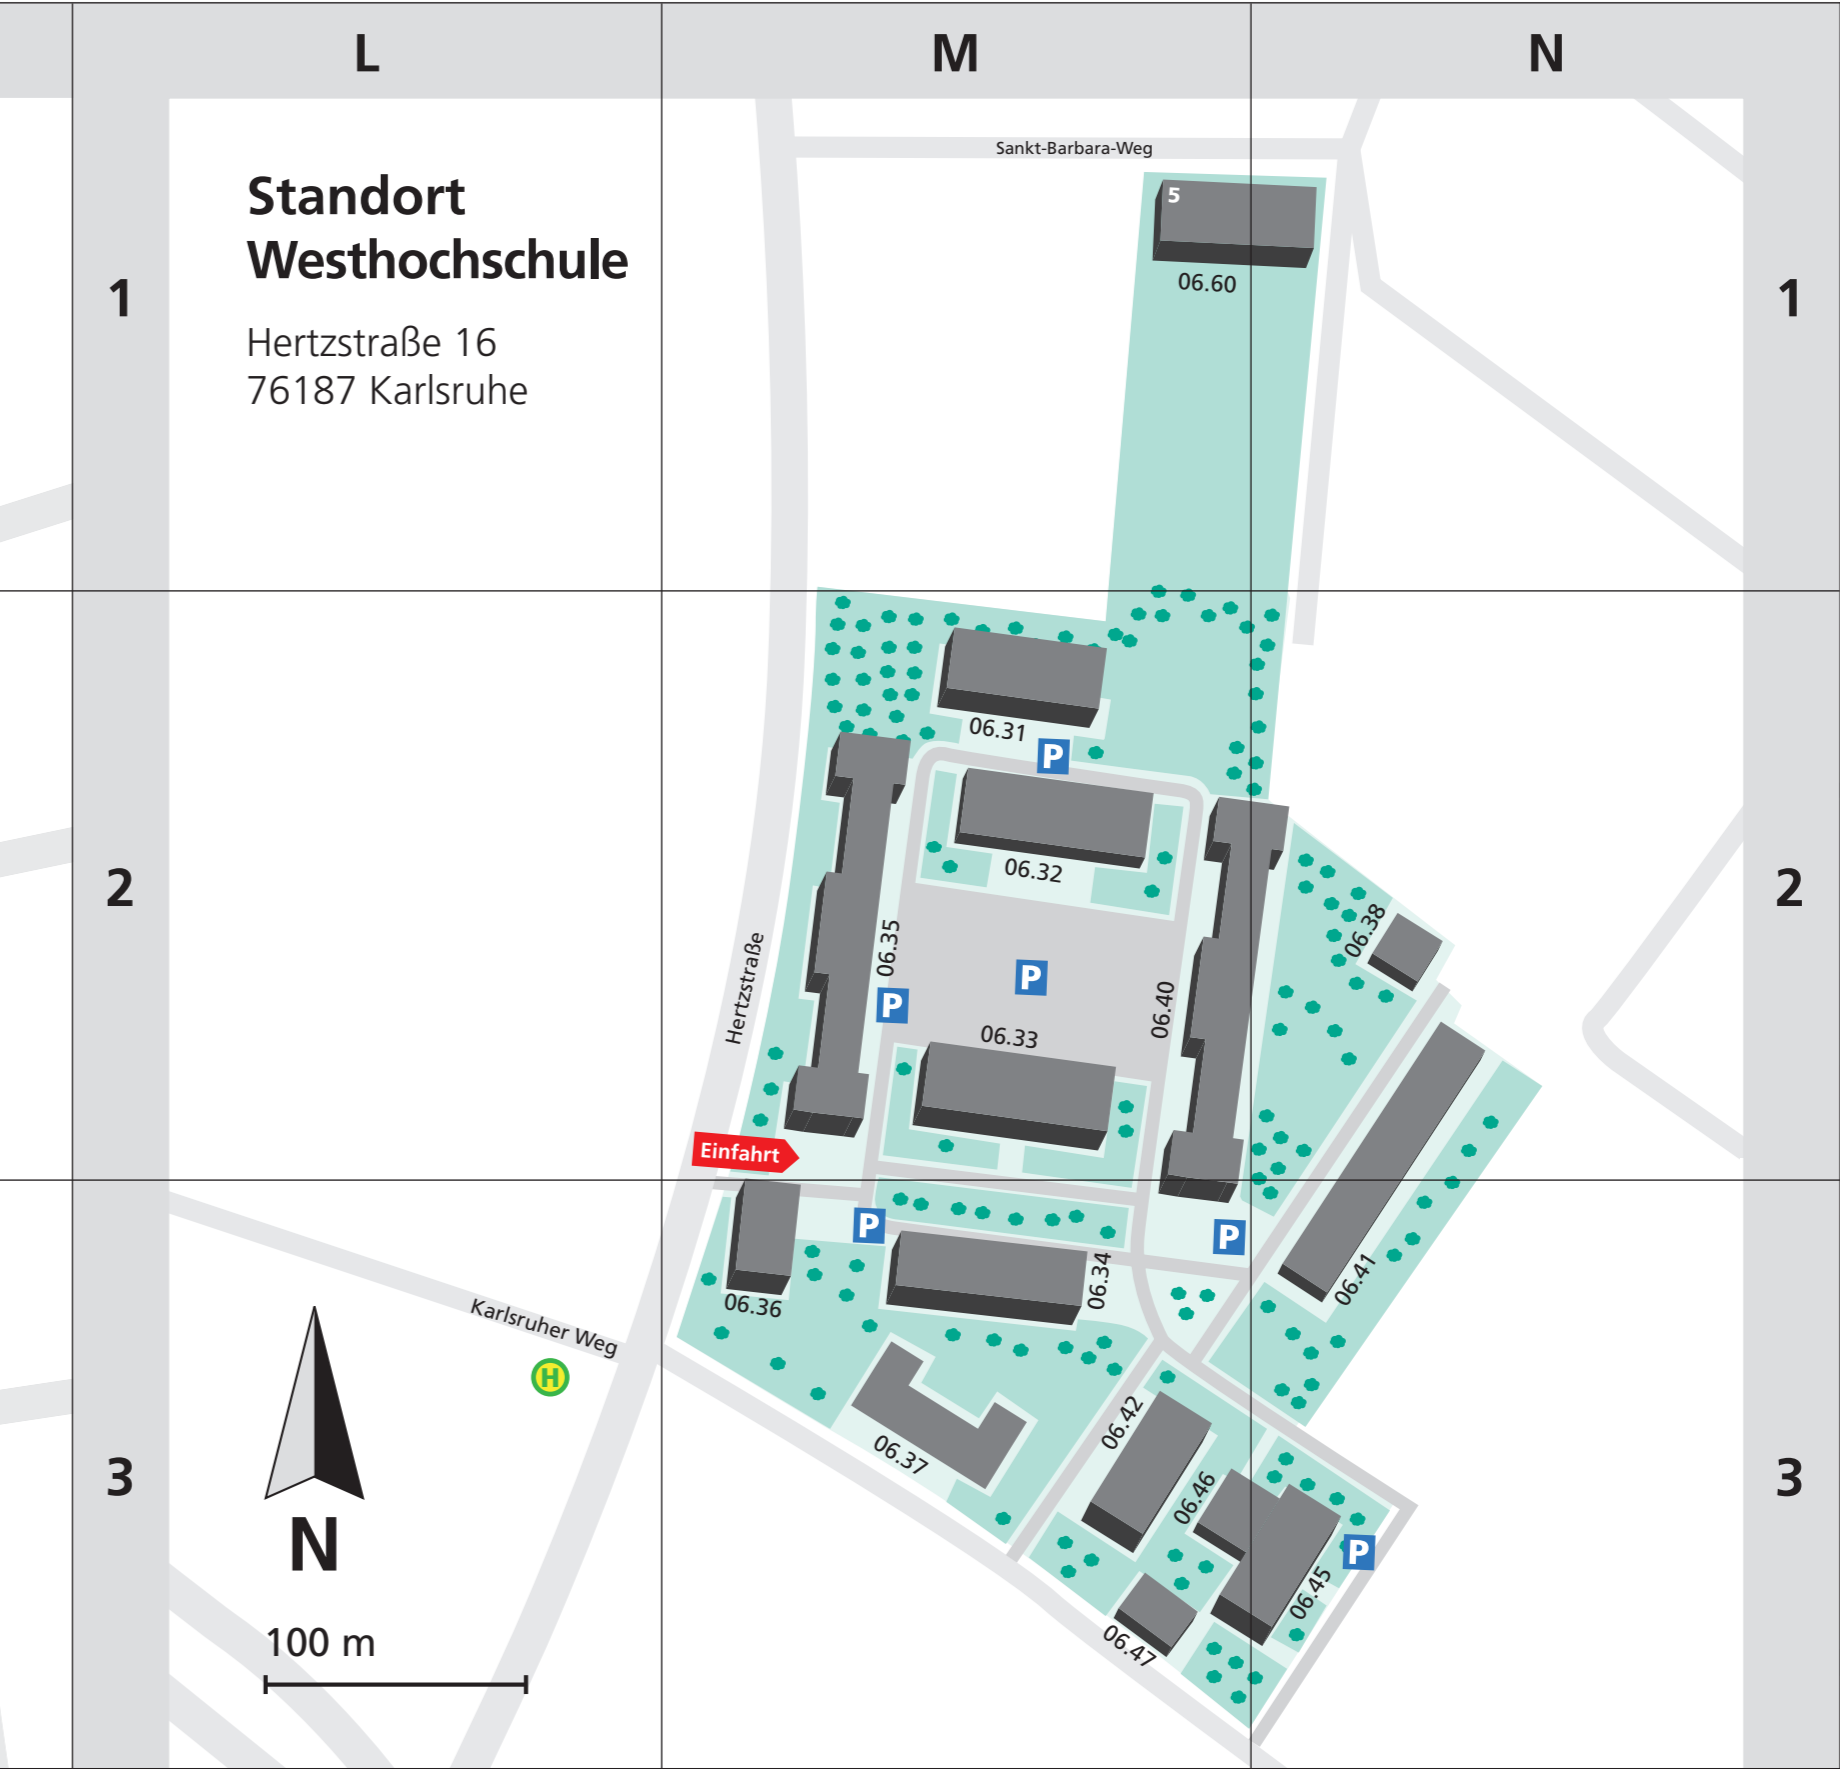 L
M
N
Sankt-Barbara-Weg
Standort
Westhochschule
5
06.60
1
1
Hertzstraße 16
76187 Karlsruhe
06.31
P
06.32
2
2
06.38
06.35
Hertzstraße
P
P
06.40
06.33
Einfahrt
P
P
06.34
06.41
06.36
Karlsruher Weg
H
06.42
06.37
3
3
06.46
N
P
06.45
100 m
06.47